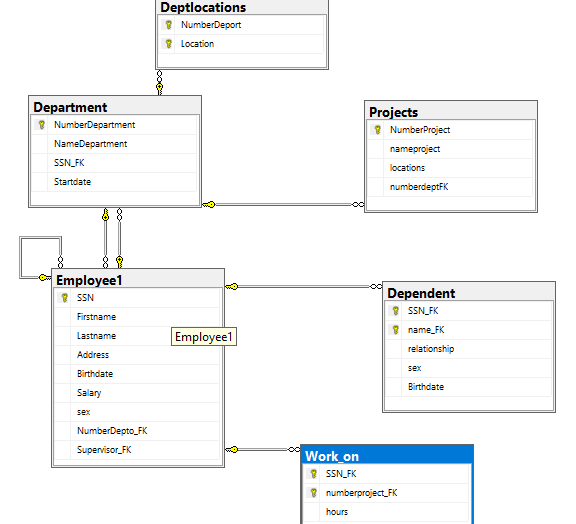 Deptlocations
NumberDeport
Location
Department
NumberDepartment
NameDepartment
SSN_FK
Startdate
Projects
NumberProject
nameproject
locations
numberdeptFK
Employee1
SSN
Firstname
Lastname
Address
Birthdate
Salary
sex
NumberDepto_FK
Supervisor_FK
Employee1
Dependent
SSN_FK
name_FK
relationship
sex
Birthdate
Work_on
SSN_FK
numberproject_FK
hours